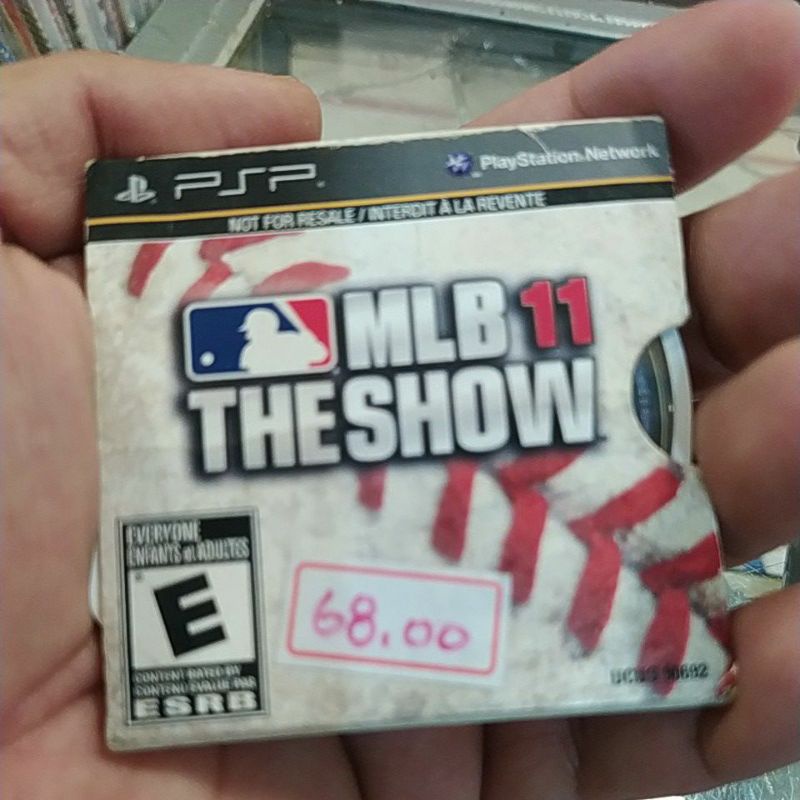 PSP
PlayStation Network
NOT FOR RESALE / INTERDIT À LA REVENTE
MLB 11
THE SHOW
EVERYONE
ENFANTS et ADULTES
E
CONTENT RATED BY
CONTENU ÉVALUÉ PAR
ESRB
68.00